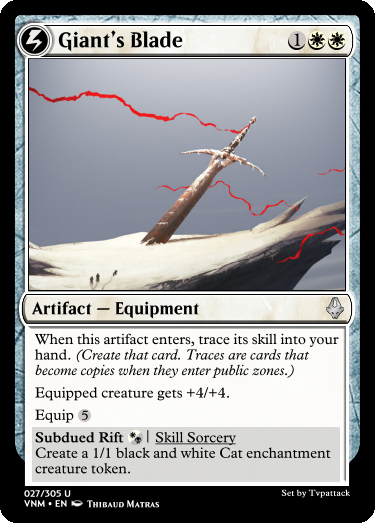 Giant's Blade 1
Artifact — Equipment
When this artifact enters, trace its skill into your
hand. (Create that card. Traces are cards that
become copies when they enter public zones.)
Equipped creature gets +4/+4.
Equip 5
Subdued Rift | Skill Sorcery
Create a 1/1 black and white Cat enchantment
creature token.
027/305 U
Set by Tvpattack
VNM • EN Thibaud Matras